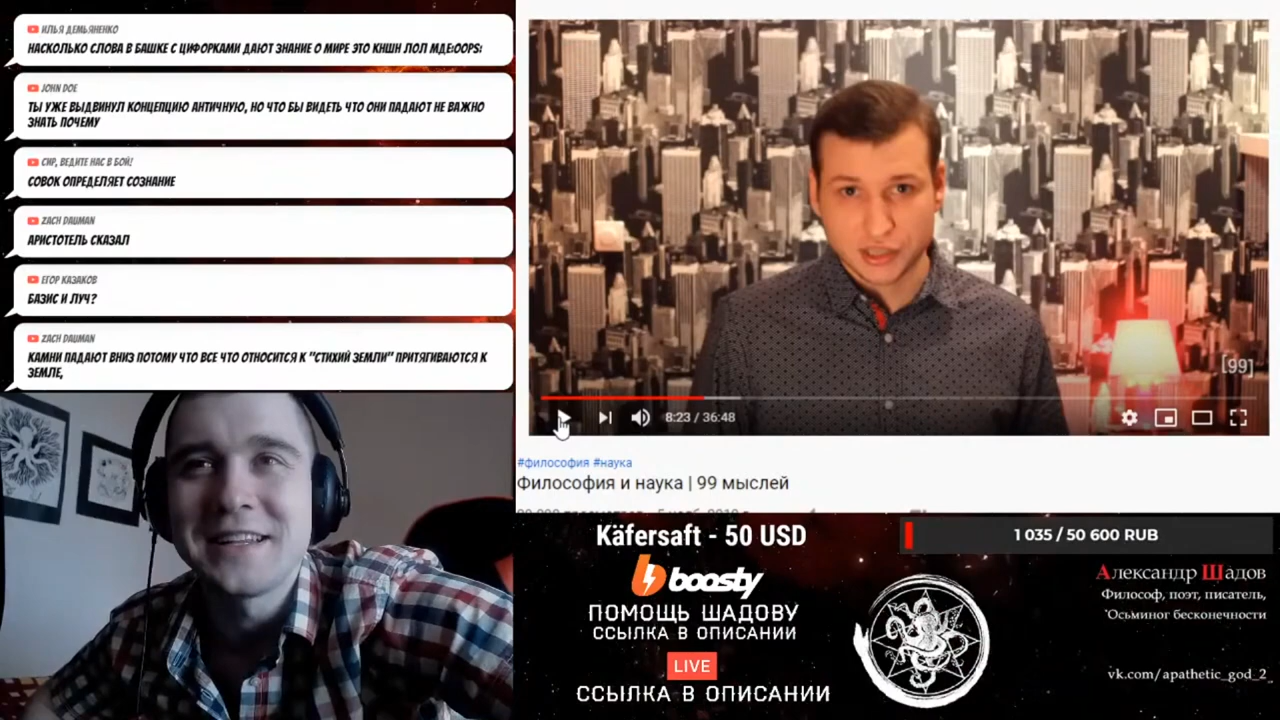 ИЛЬЯ ДЕМЬЯНЕНКО
НАСКОЛЬКО СЛОВА В БАШКЕ С ЦИФОРКАМИ ДАЮТ ЗНАНИЕ О МИРЕ ЭТО КНШН ЛОЛ МДЕ:OOPS:
JOHN DOE
ТЫ УЖЕ ВЫДВИНУЛ КОНЦЕПЦИЮ АНТИЧНУЮ, НО ЧТО БЫ ВИДЕТЬ ЧТО ОНИ ПАДАЮТ НЕ ВАЖНО
ЗНАТЬ ПОЧЕМУ
СИР, ВЕДИТЕ НАС В БОЙ!
СОВОК ОПРЕДЕЛЯЕТ СОЗНАНИЕ
ZACH DAUMAN
АРИСТОТЕЛЬ СКАЗАЛ
ЕГОР КАЗАКОВ
БАЗИС И ЛУЧ?
ZACH DAUMAN
КАМНИ ПАДАЮТ ВНИЗ ПОТОМУ ЧТО ВСЕ ЧТО ОТНОСИТСЯ К "СТИХИЙ ЗЕМЛИ" ПРИТЯГИВАЮТСЯ К
ЗЕМЛЕ,
[99]
8:23 / 36:48
#философия #наука
Философия и наука | 99 мыслей
Käfersaft - 50 USD
boosty
ПОМОЩЬ ШАДОВУ
ССЫЛКА В ОПИСАНИИ
LIVE
ССЫЛКА В ОПИСАНИИ
1 035 / 50 600 RUB
Александр Шадов
Философ, поэт, писатель,
Осьминог бесконечности
vk.com/apathetic_god_2